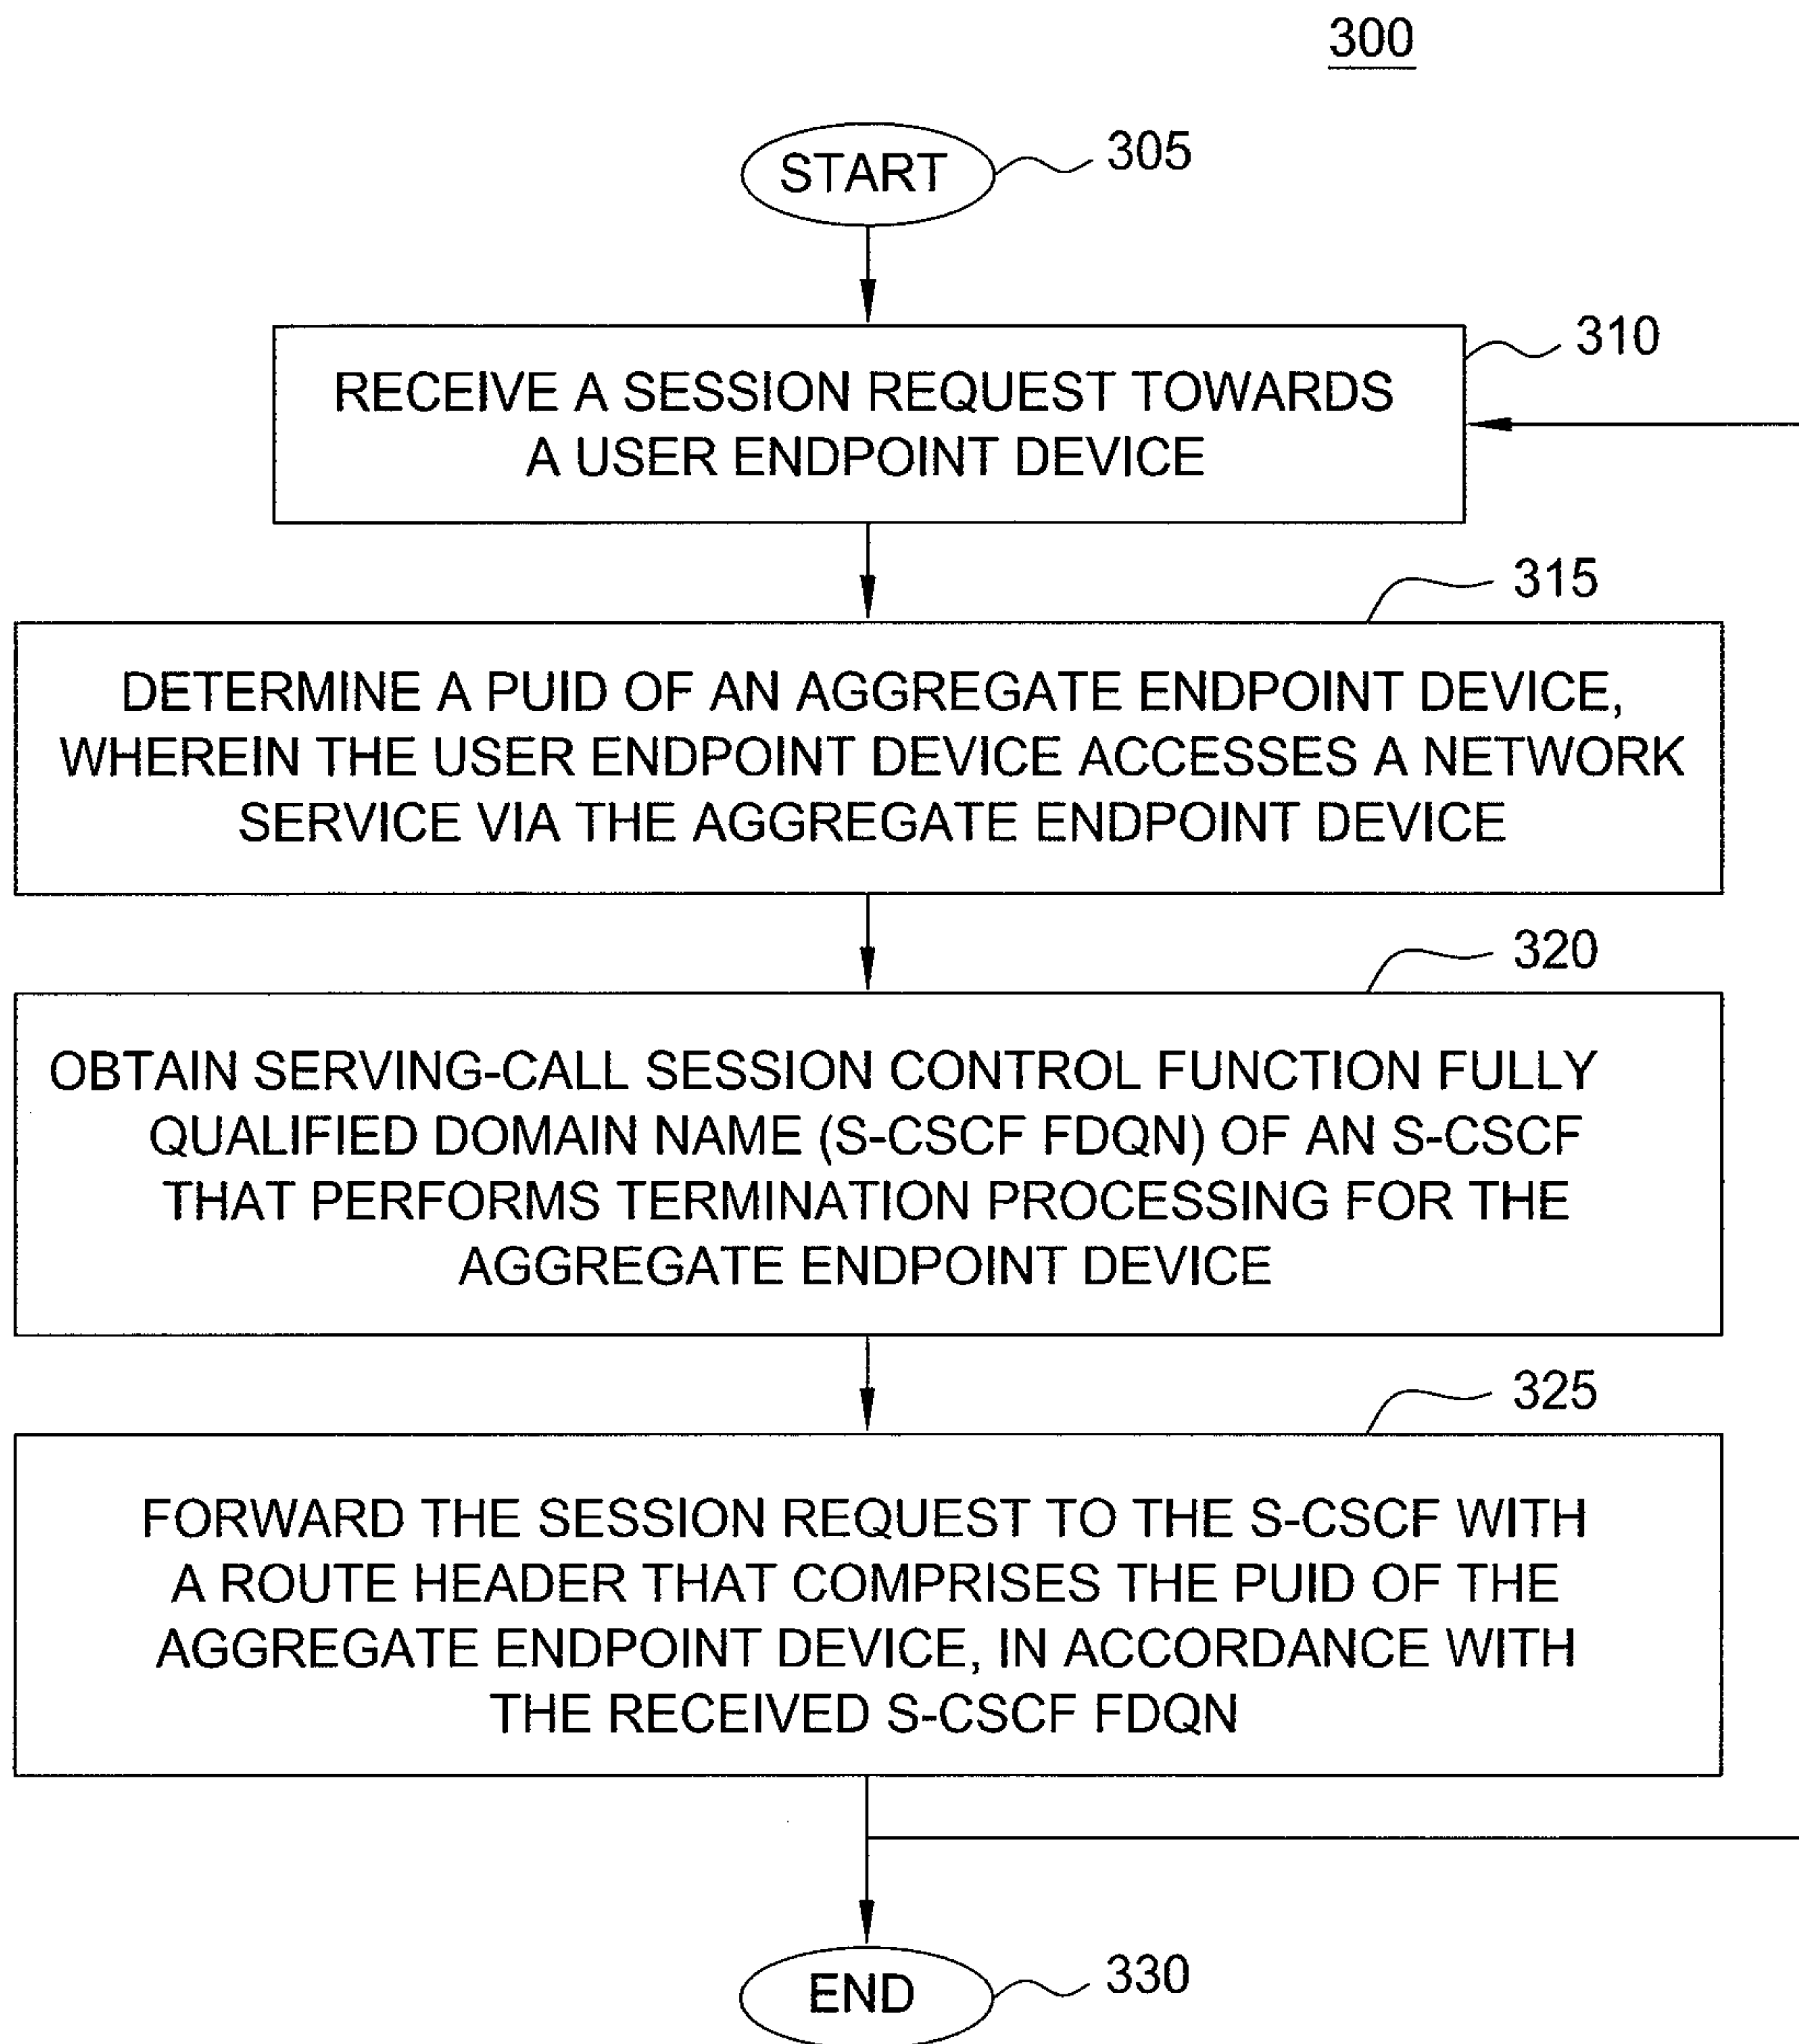 300
START
305
RECEIVE A SESSION REQUEST TOWARDS
A USER ENDPOINT DEVICE
310
315
DETERMINE A PUID OF AN AGGREGATE ENDPOINT DEVICE,
WHEREIN THE USER ENDPOINT DEVICE ACCESSES A NETWORK
SERVICE VIA THE AGGREGATE ENDPOINT DEVICE
320
OBTAIN SERVING-CALL SESSION CONTROL FUNCTION FULLY
QUALIFIED DOMAIN NAME (S-CSCF FDQN) OF AN S-CSCF
THAT PERFORMS TERMINATION PROCESSING FOR THE
AGGREGATE ENDPOINT DEVICE
325
FORWARD THE SESSION REQUEST TO THE S-CSCF WITH
A ROUTE HEADER THAT COMPRISES THE PUID OF THE
AGGREGATE ENDPOINT DEVICE, IN ACCORDANCE WITH
THE RECEIVED S-CSCF FDQN
END
330